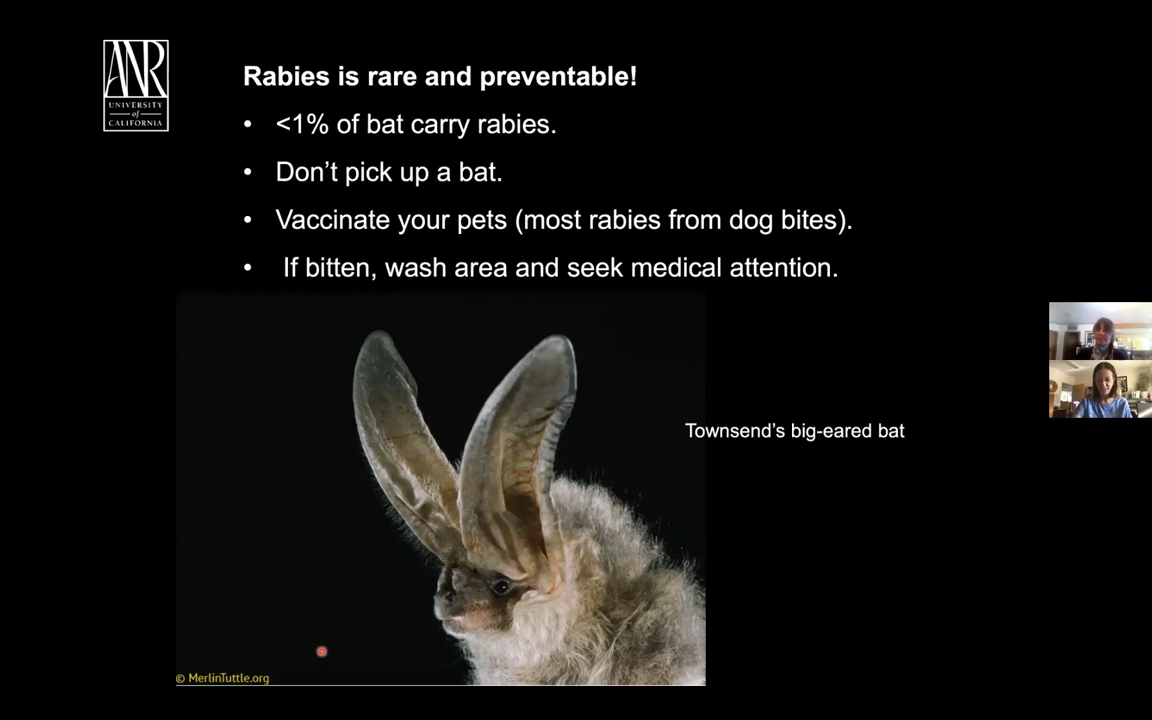 ANR
UNIVERSITY
of
CALIFORNIA
Rabies is rare and preventable!
• <1% of bat carry rabies.
• Don’t pick up a bat.
• Vaccinate your pets (most rabies from dog bites).
• If bitten, wash area and seek medical attention.
Townsend’s big-eared bat
© MerlinTuttle.org